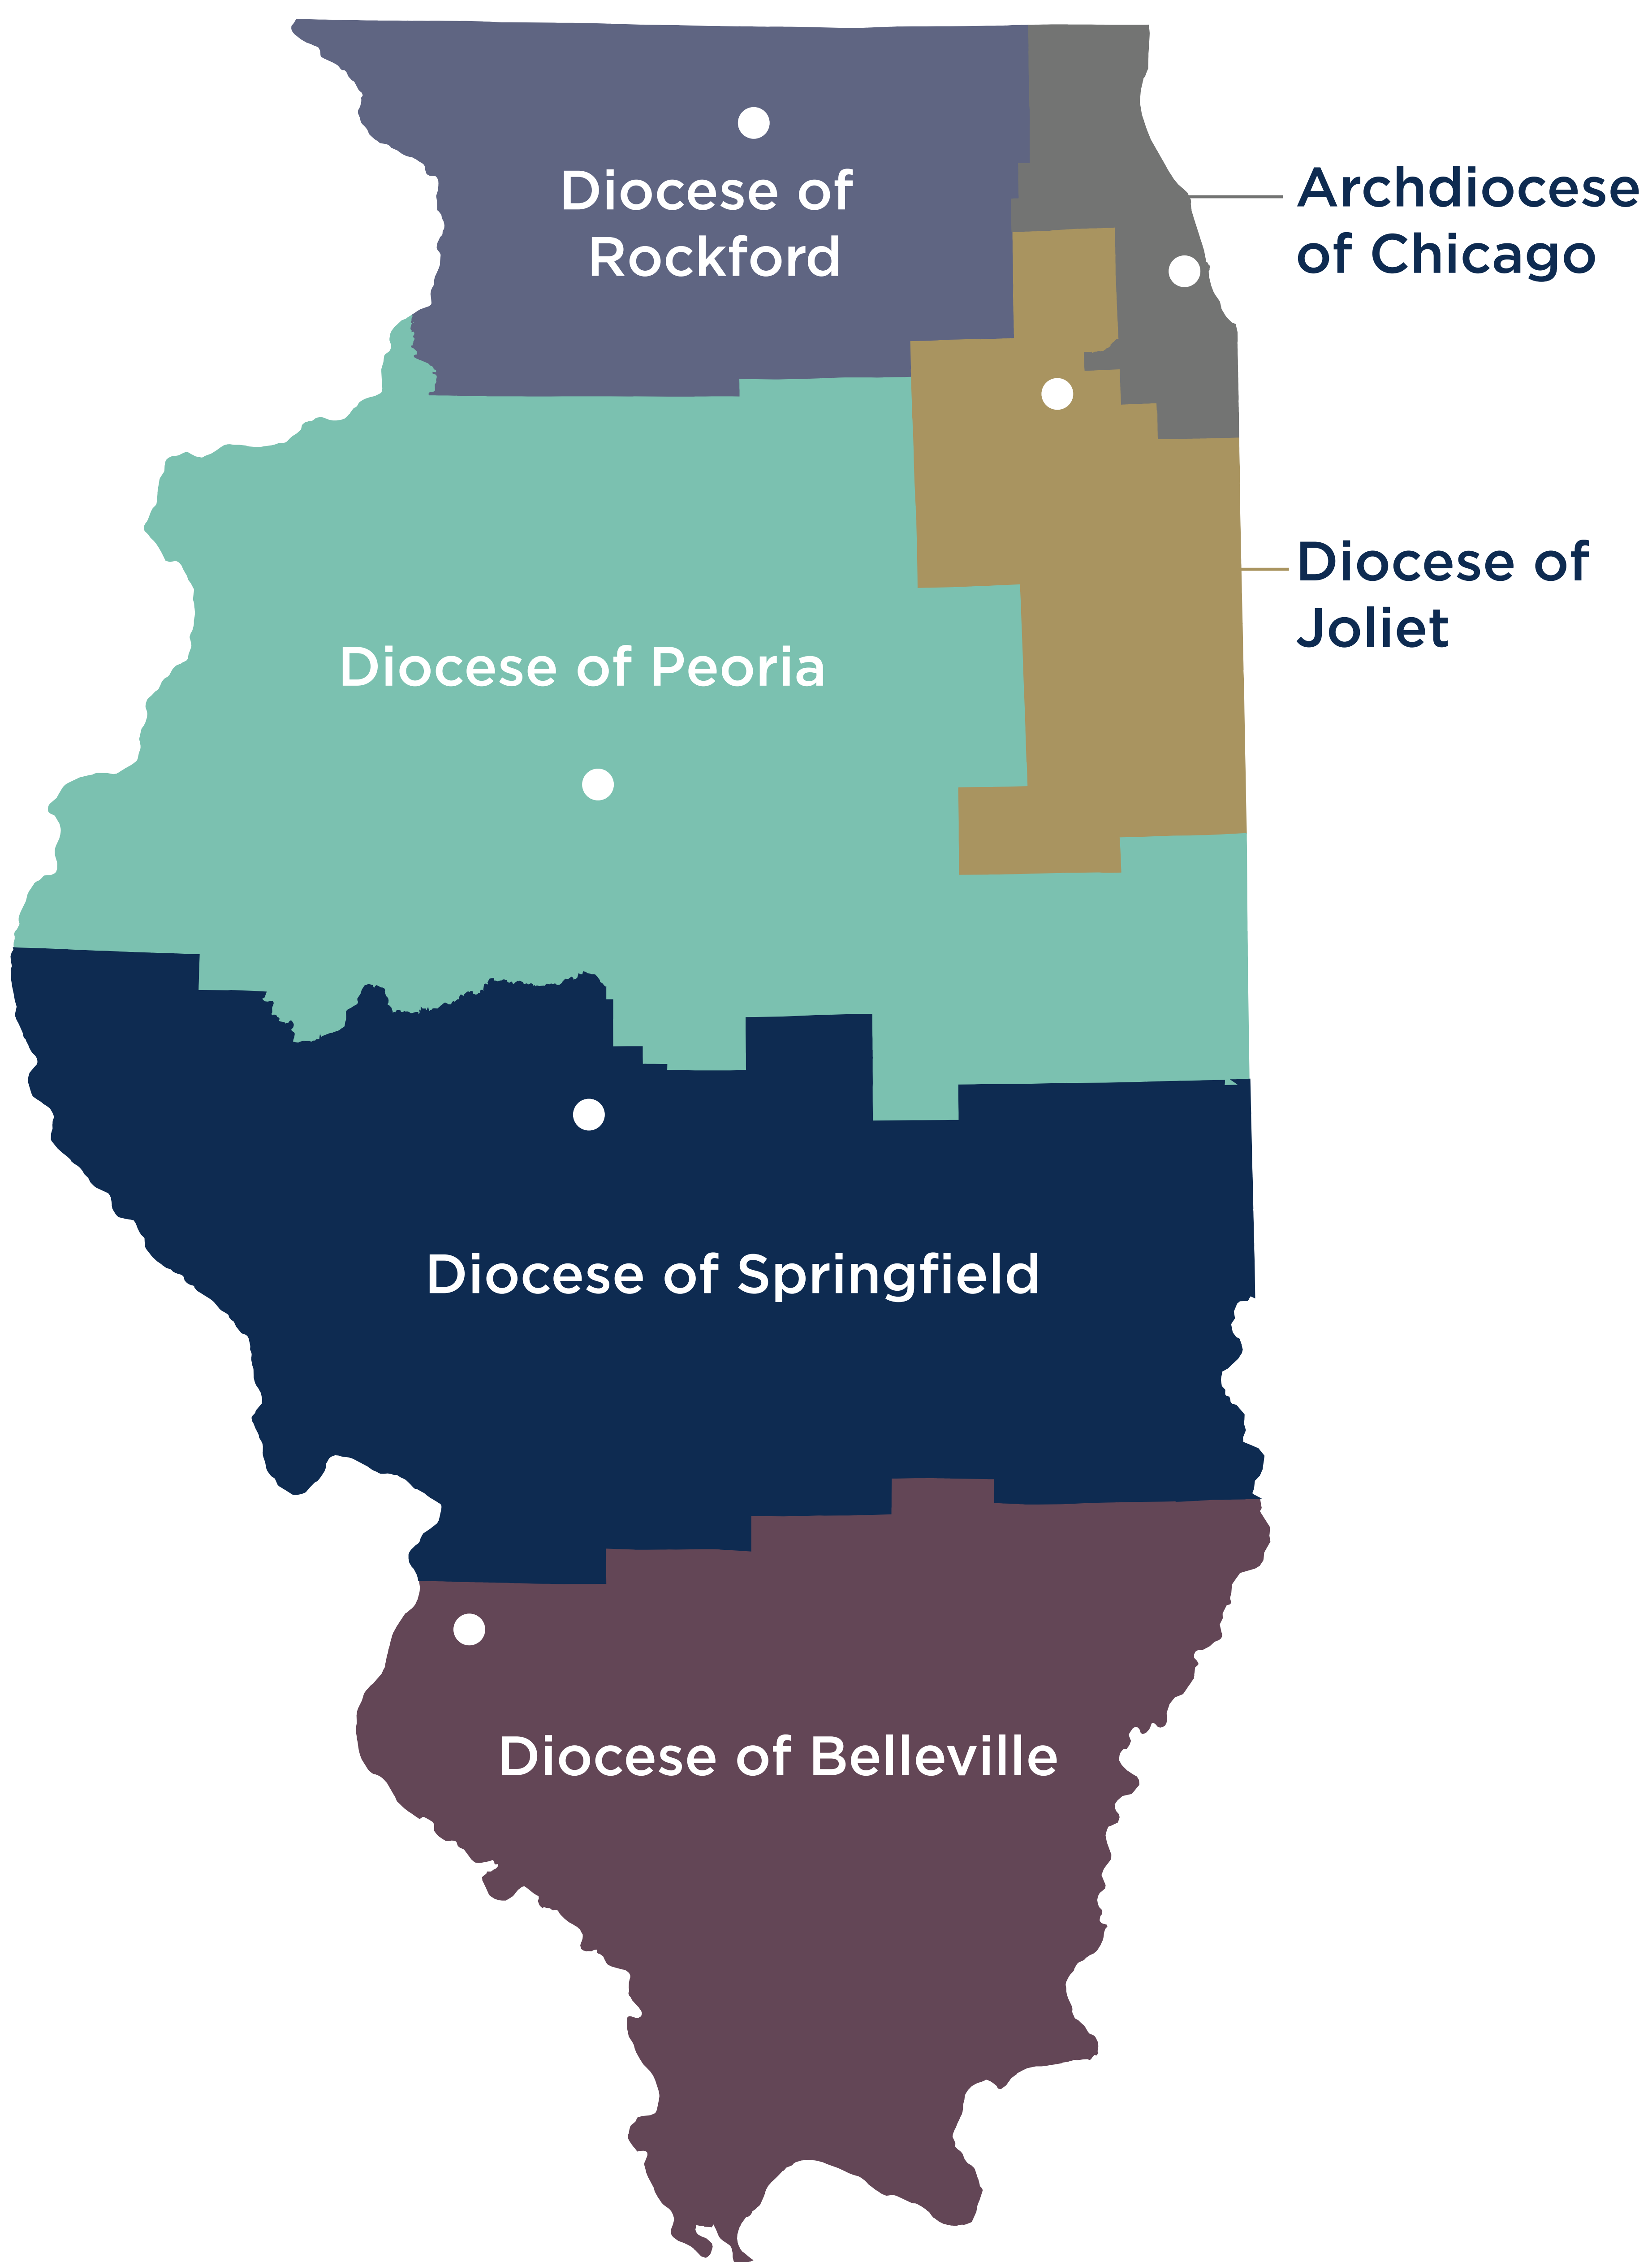 Diocese of
Rockford
Archdiocese
of Chicago
Diocese of
Joliet
Diocese of Peoria
Diocese of Springfield
Diocese of Belleville